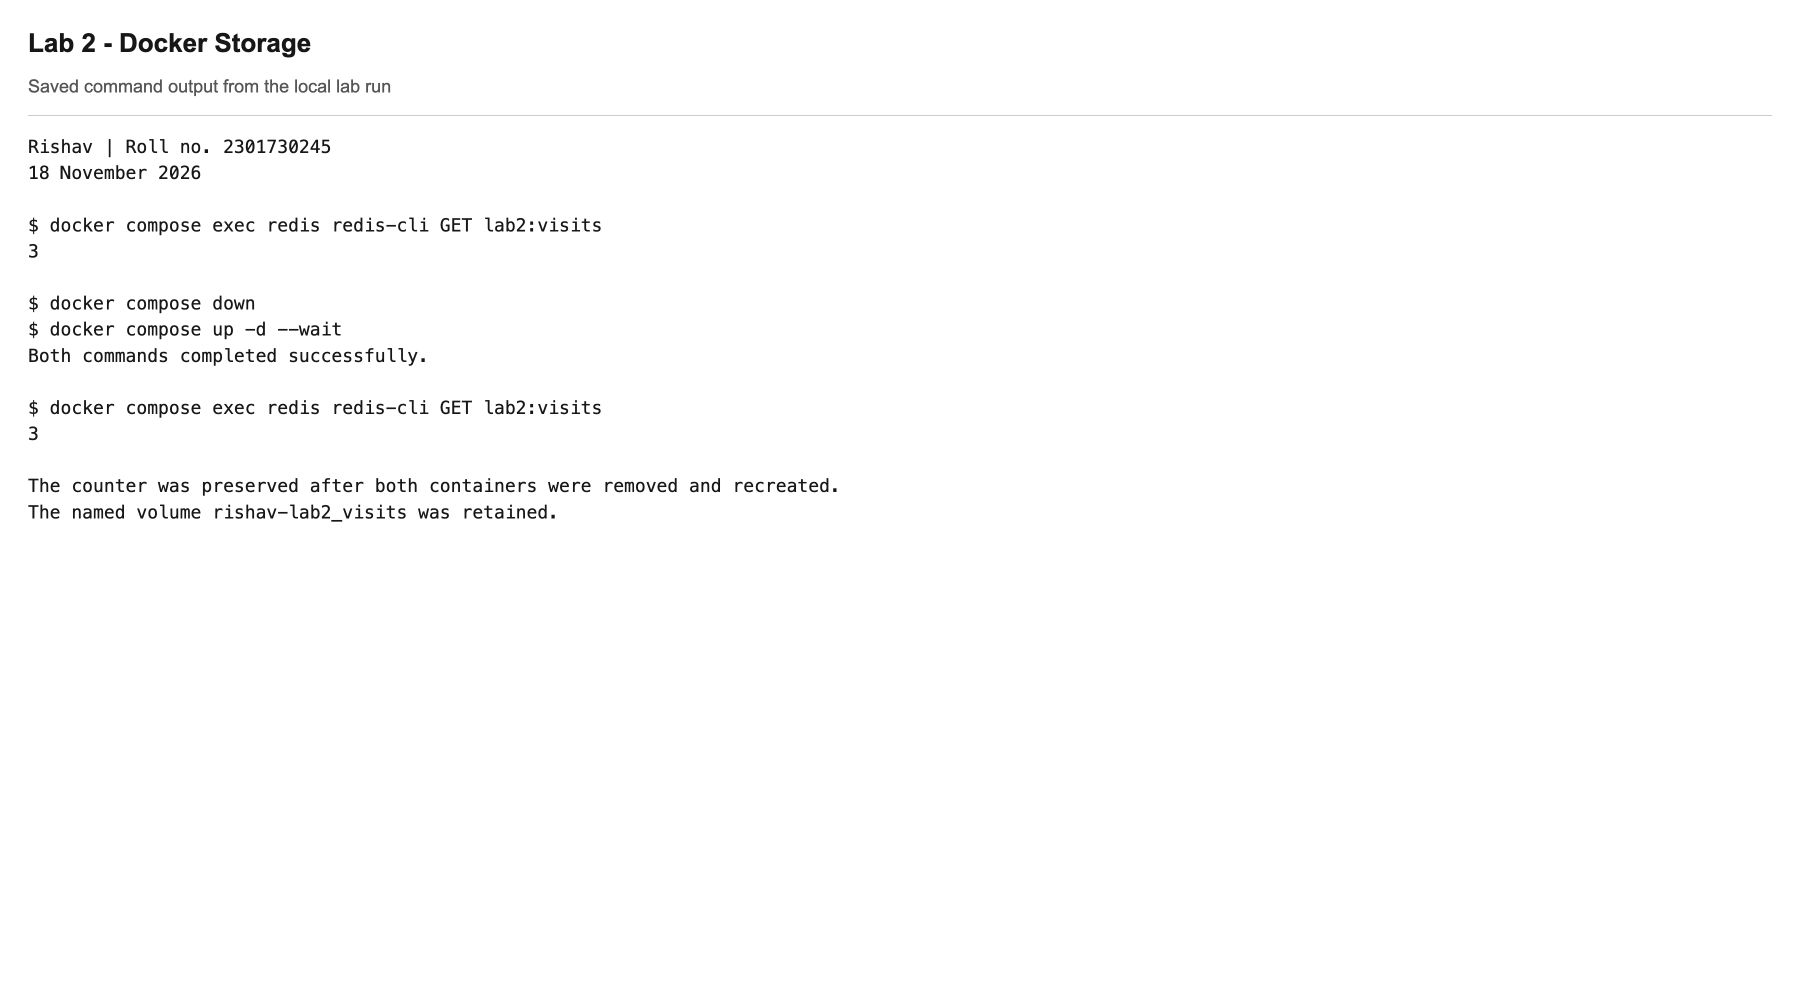 Lab 2 - Docker Storage
Saved command output from the local lab run
Rishav | Roll no. 2301730245
18 November 2026
$ docker compose exec redis redis-cli GET lab2:visits
3
$ docker compose down
$ docker compose up -d --wait
Both commands completed successfully.
$ docker compose exec redis redis-cli GET lab2:visits
3
The counter was preserved after both containers were removed and recreated.
The named volume rishav-lab2_visits was retained.